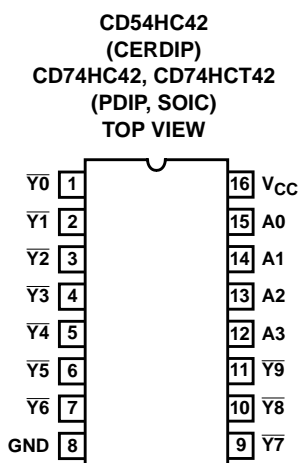 CD54HC42
(CERDIP)
CD74HC42, CD74HCT42
(PDIP, SOIC)
TOP VIEW
Y0 1 16 VCC
Y1 2 15 A0
Y2 3 14 A1
Y3 4 13 A2
Y4 5 12 A3
Y5 6 11 Y9
Y6 7 10 Y8
GND 8 9 Y7